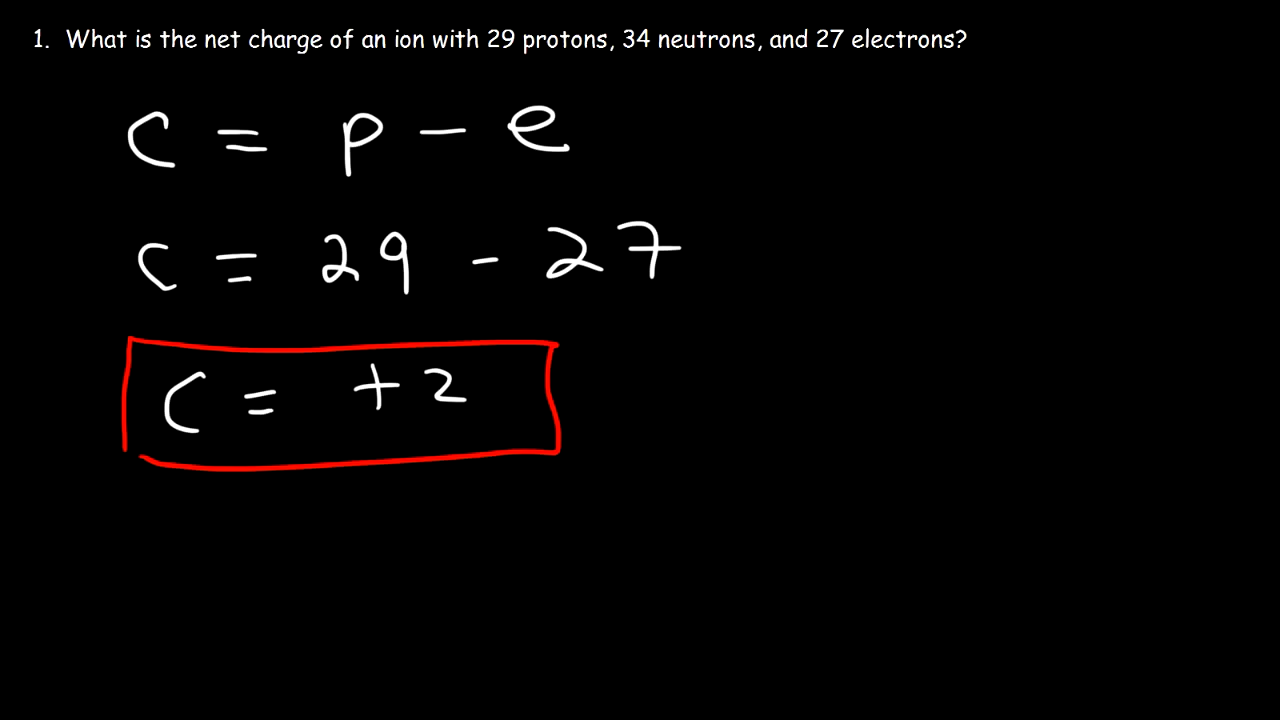 1. What is the net charge of an ion with 29 protons, 34 neutrons, and 27 electrons?
C = p - e
C = 29 - 27
C = +2